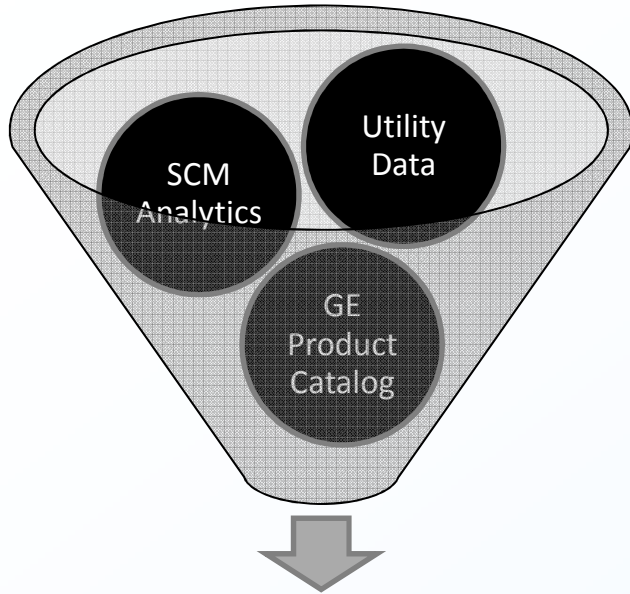 Utility
Data
SCM
Analytics
GE
Product
Catalog